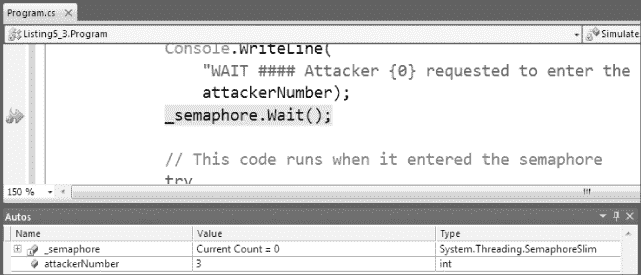 Program.cs X
Listing5_3.Program Simulate
Console.WriteLine(
"WAIT #### Attacker {0} requested to enter the
attackerNumber);
_semaphore.Wait();
// This code runs when it entered the semaphore
try
150 %
Autos
Name Value Type
_semaphore Current Count = 0 System.Threading.SemaphoreSlim
attackerNumber 3 int